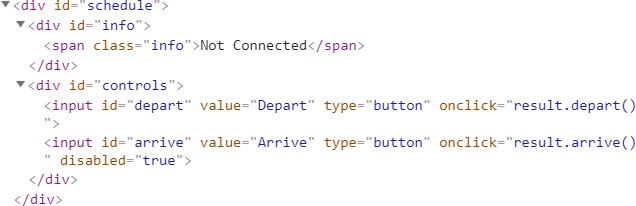 ▼<div id="schedule">
▼<div id="info">
<span class="info">Not Connected</span>
</div>
▼<div id="controls">
<input id="depart" value="Depart" type="button" onclick="result.depart()
">
<input id="arrive" value="Arrive" type="button" onclick="result.arrive()
" disabled="true">
</div>
</div>